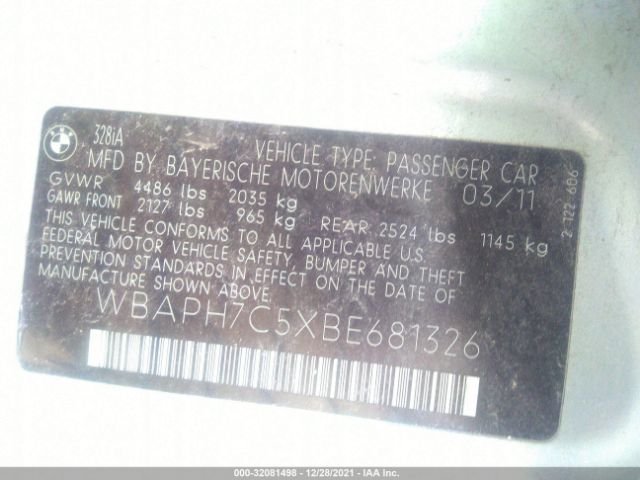 BMW
328iA
VEHICLE TYPE: PASSENGER CAR
MFD BY BAYERISCHE MOTORENWERKE 03/11
GVWR 4486 lbs 2035 kg
GAWR FRONT 2127 lbs 965 kg REAR 2524 lbs 1145 kg
THIS VEHICLE CONFORMS TO ALL APPLICABLE U.S.
FEDERAL MOTOR VEHICLE SAFETY, BUMPER AND THEFT
PREVENTION STANDARDS IN EFFECT ON THE DATE OF
MANUFACTURE SHOWN ABOVE.
WBAPH7C5XBE681326
2 122 606
000-32081498 - 12/28/2021 - IAA Inc.